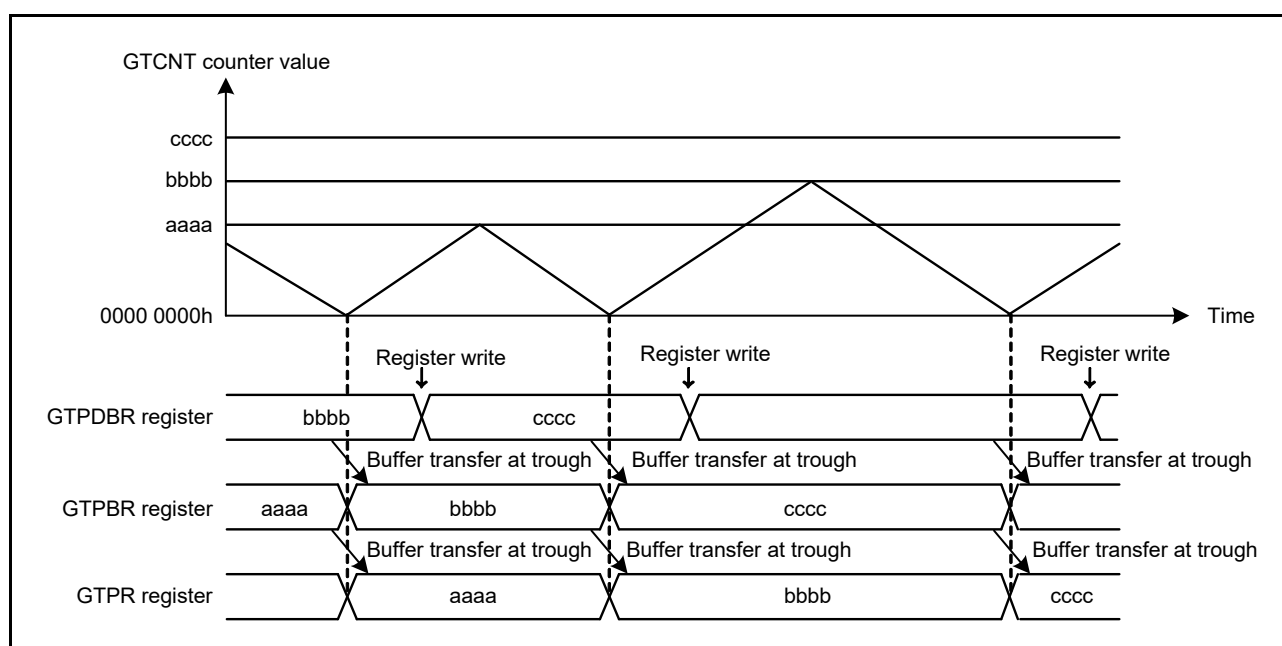 GTCNT counter value
cccc
bbbb
aaaa
0000 0000h
Time
Register write Register write Register write
GTPDBR register bbbb cccc
Buffer transfer at trough Buffer transfer at trough Buffer transfer at trough
GTPBR register aaaa bbbb cccc
Buffer transfer at trough Buffer transfer at trough Buffer transfer at trough
GTPR register aaaa bbbb cccc